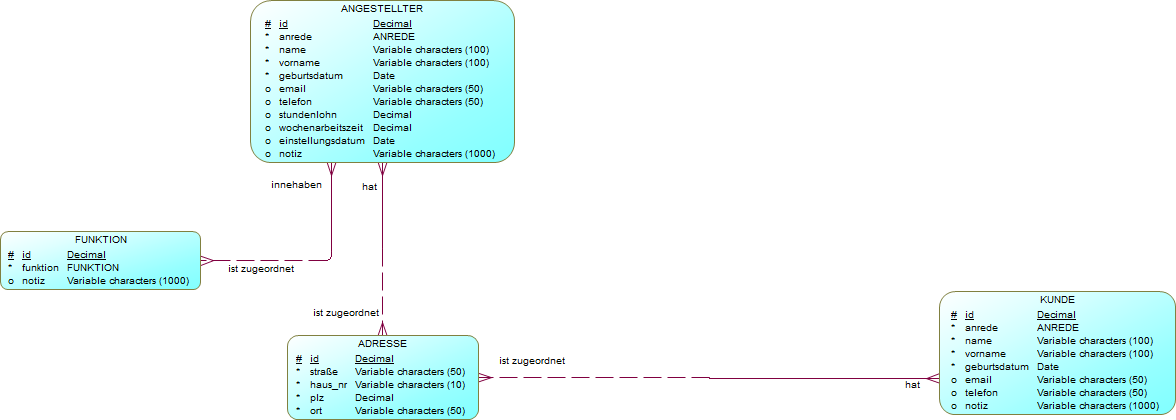 ANGESTELLTER
# id Decimal
* anrede ANREDE
* name Variable characters (100)
* vorname Variable characters (100)
* geburtsdatum Date
o email Variable characters (50)
o telefon Variable characters (50)
o stundenlohn Decimal
o wochenarbeitszeit Decimal
o einstellungsdatum Date
o notiz Variable characters (1000)
innehaben
hat
FUNKTION
# id Decimal
* funktion FUNKTION
o notiz Variable characters (1000)
ist zugeordnet
ist zugeordnet
ADRESSE
# id Decimal
* straße Variable characters (50)
* haus_nr Variable characters (10)
* plz Decimal
* ort Variable characters (50)
ist zugeordnet
hat
KUNDE
# id Decimal
* anrede ANREDE
* name Variable characters (100)
* vorname Variable characters (100)
* geburtsdatum Date
o email Variable characters (50)
o telefon Variable characters (50)
o notiz Variable characters (1000)